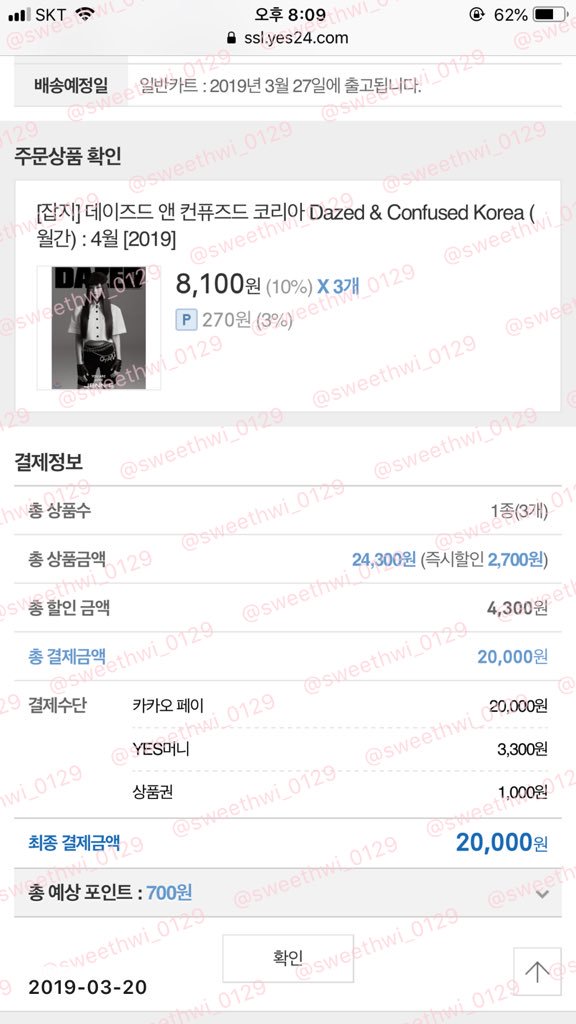 SKT 오후 8:09 62%
ssl.yes24.com
배송예정일 일반카트 : 2019년 3월 27일에 출고됩니다.
주문상품 확인
[잡지] 데이즈드 앤 컨퓨즈드 코리아 Dazed & Confused Korea (
월간) : 4월 [2019]
DAZED
JENNIE
8,100원 (10%) X 3개
P 270원 (3%)
결제정보
총 상품수 1종(3개)
총 상품금액 24,300원 (즉시할인 2,700원)
총 할인 금액 4,300원
총 결제금액 20,000원
결제수단 카카오 페이 20,000원
YES머니 3,300원
상품권 1,000원
최종 결제금액 20,000원
총 예상 포인트 : 700원
확인
2019-03-20
@sweethwi_0129